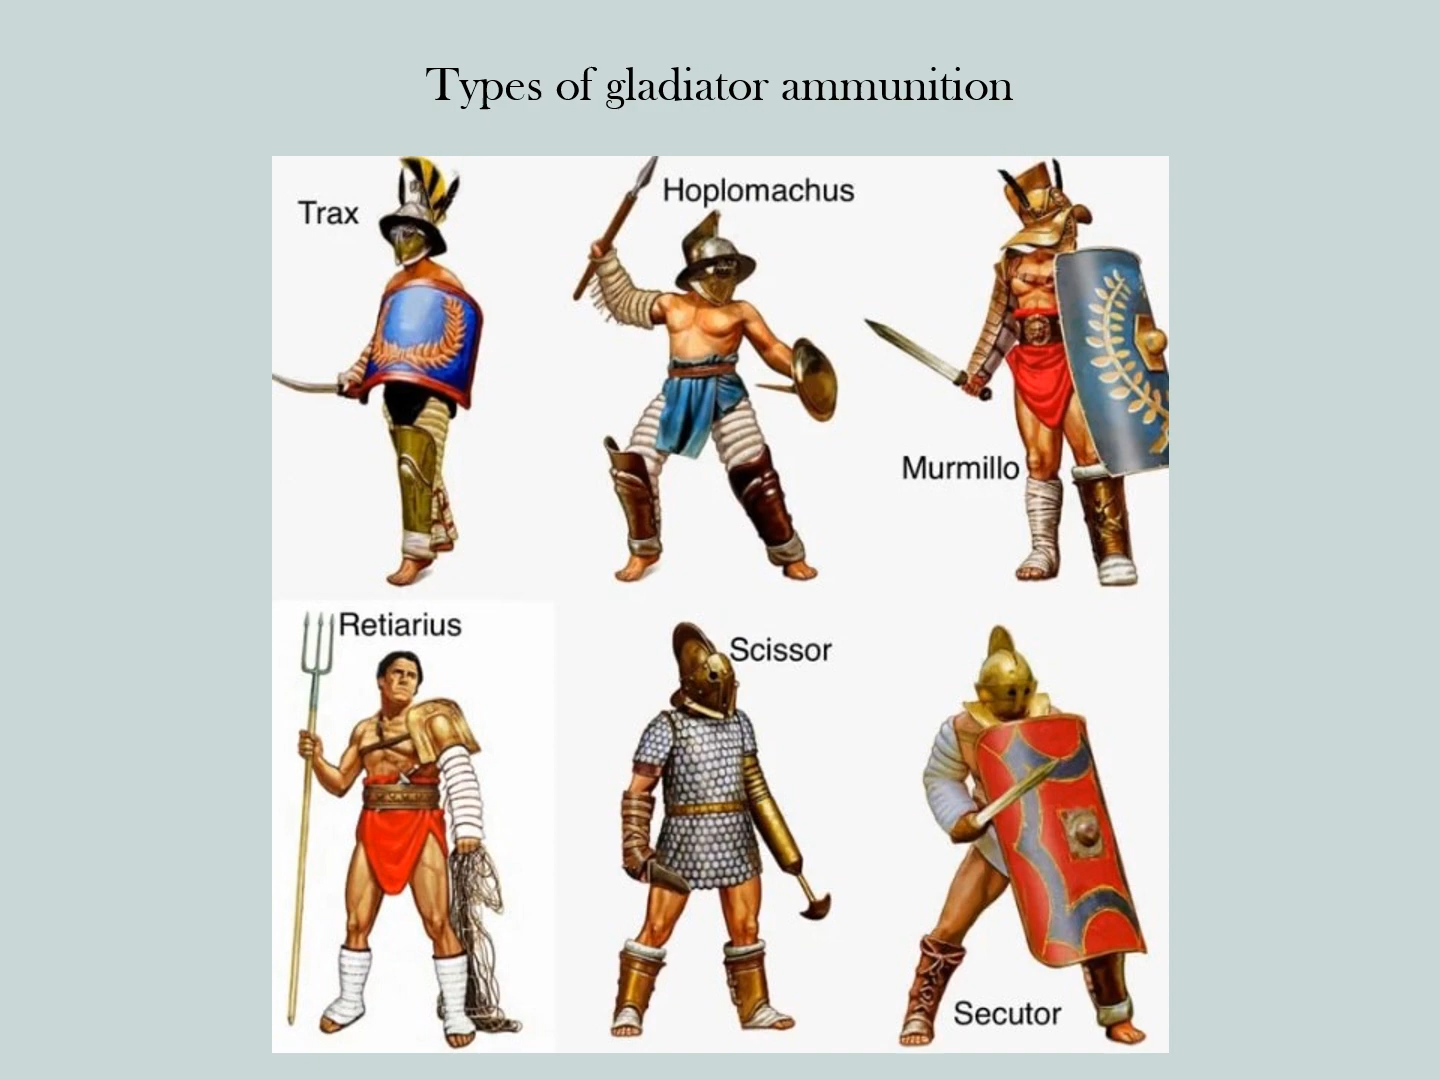 Types of gladiator ammunition
Trax
Hoplomachus
Murmillo
Retiarius
Scissor
Secutor